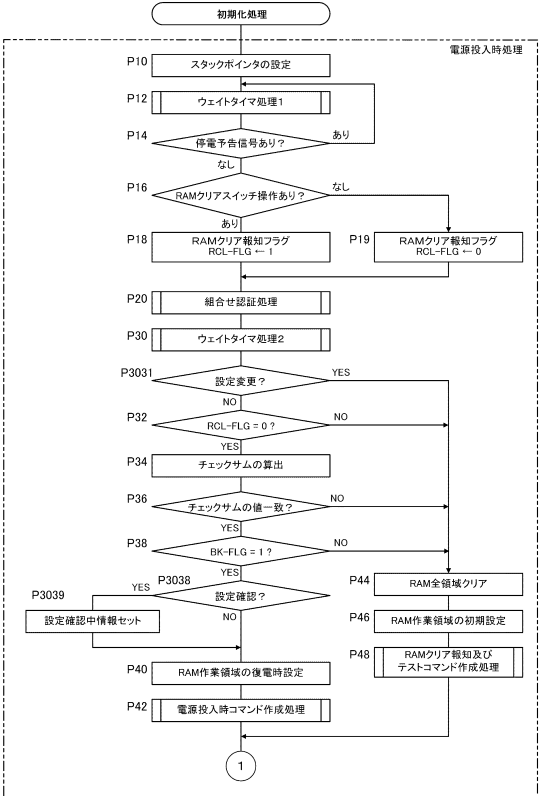 初期化処理
電源投入時処理
P10
スタックポインタの設定
P12
ウェイトタイマ処理1
P14
停電予告信号あり?
あり
なし
P16
RAMクリアスイッチ操作あり?
なし
あり
P18
RAMクリア報知フラグ
RCL-FLG ← 1
P19
RAMクリア報知フラグ
RCL-FLG ← 0
P20
組合せ認証処理
P30
ウェイトタイマ処理2
P3031
設定変更?
YES
NO
P32
RCL-FLG = 0 ?
NO
YES
P34
チェックサムの算出
P36
チェックサムの値一致?
NO
YES
P38
BK-FLG = 1 ?
NO
YES
P3038
設定確認?
YES
NO
P3039
設定確認中情報セット
P44
RAM全領域クリア
P46
RAM作業領域の初期設定
P48
RAMクリア報知及び
テストコマンド作成処理
P40
RAM作業領域の復電時設定
P42
電源投入時コマンド作成処理
1